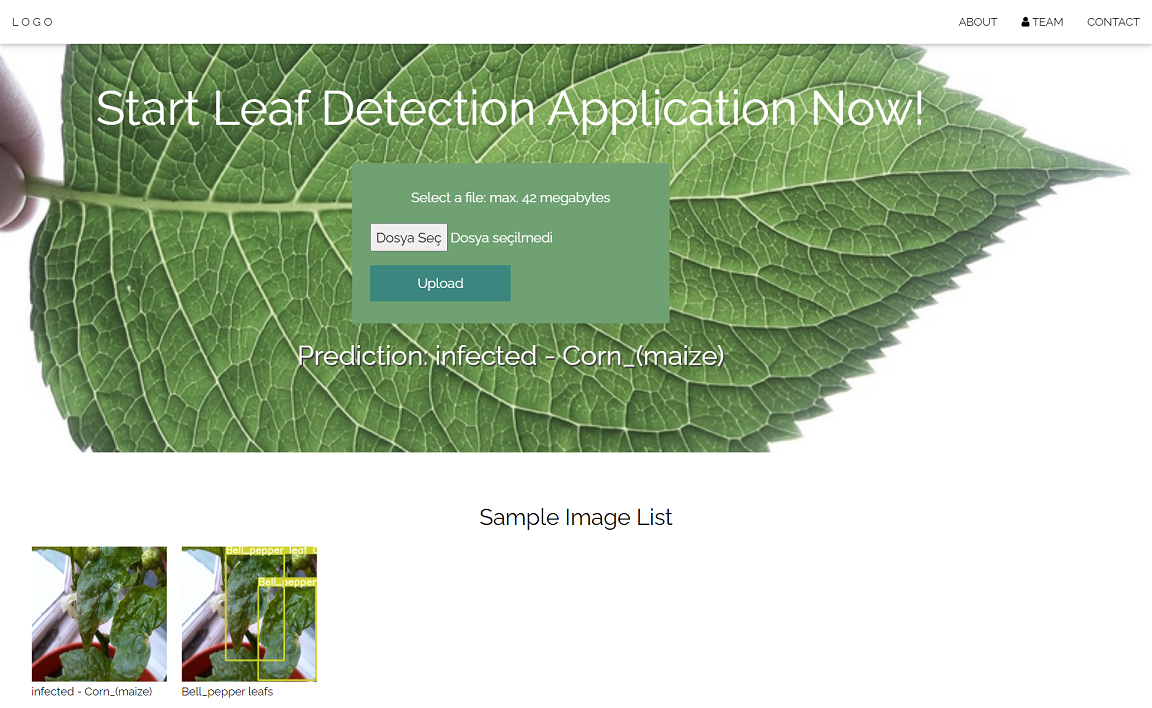 LOGO
ABOUT
TEAM
CONTACT
Start Leaf Detection Application Now!
Select a file: max. 42 megabytes
Dosya Seç Dosya seçilmedi
Upload
Prediction: infected - Corn_(maize)
Sample Image List
Bell_pepper leaf
Bell_pepper
infected - Corn_(maize)
Bell_pepper leafs